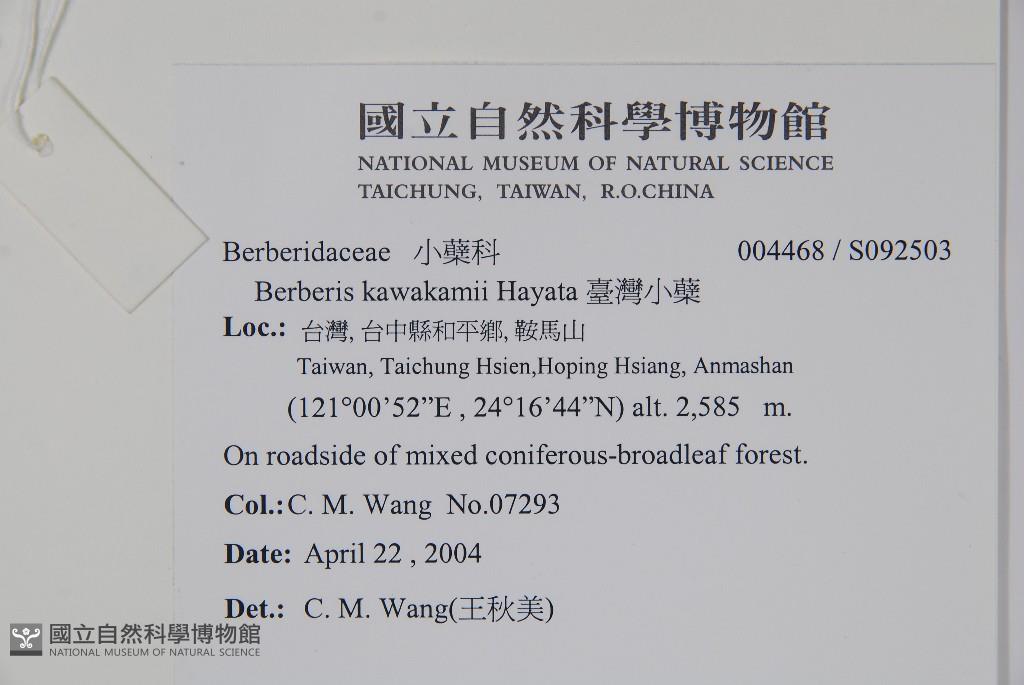 國立自然科學博物館
NATIONAL MUSEUM OF NATURAL SCIENCE
TAICHUNG, TAIWAN, R.O.CHINA
Berberidaceae 小蘗科 004468 / S092503
Berberis kawakamii Hayata 臺灣小蘗
Loc.: 台灣, 台中縣和平鄉, 鞍馬山
Taiwan, Taichung Hsien,Hoping Hsiang, Anmashan
(121°00’52”E , 24°16’44”N) alt. 2,585 m.
On roadside of mixed coniferous-broadleaf forest.
Col.:C. M. Wang No.07293
Date: April 22 , 2004
Det.: C. M. Wang(王秋美)
國立自然科學博物館
NATIONAL MUSEUM OF NATURAL SCIENCE